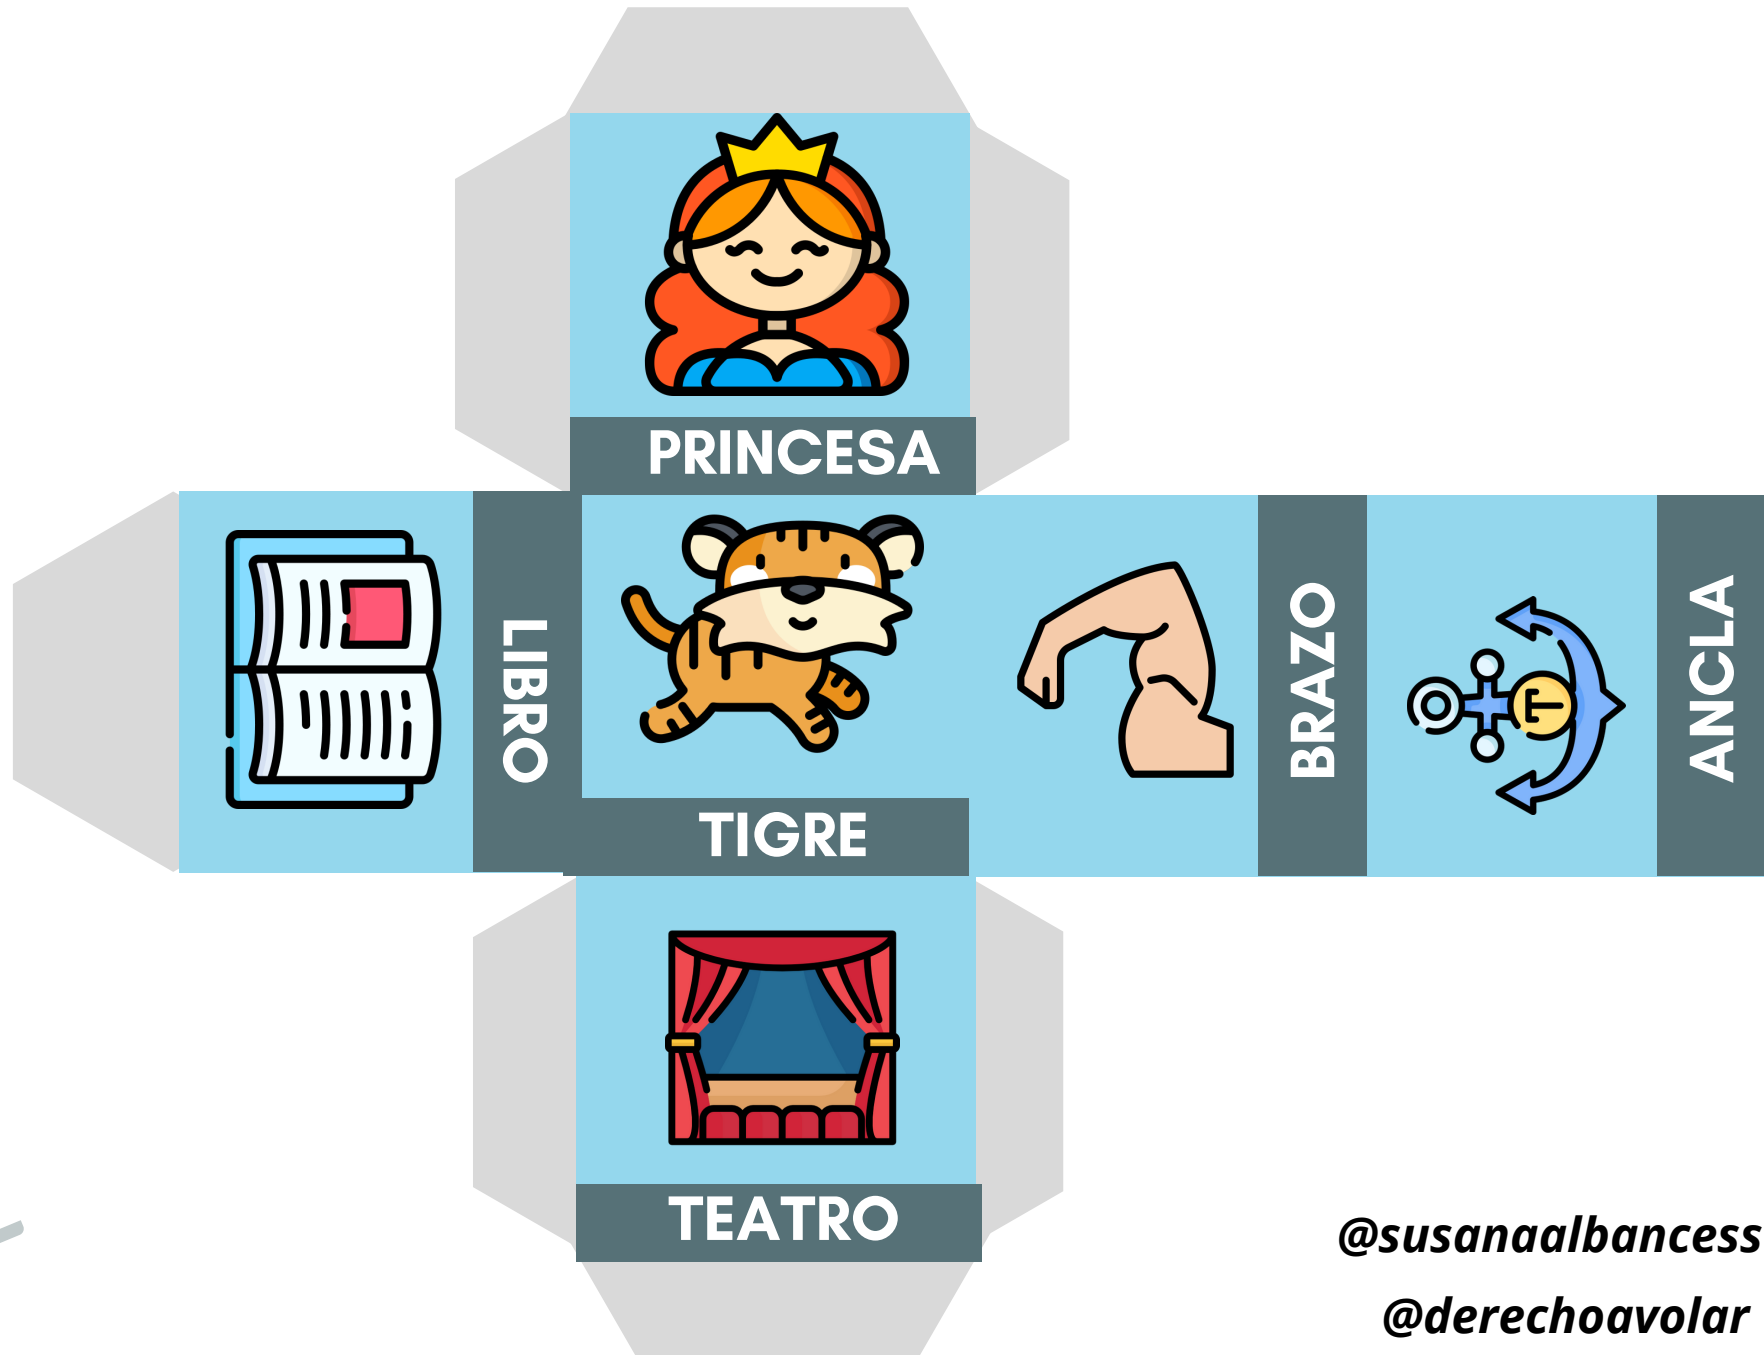 PRINCESA
LIBRO
TIGRE
BRAZO
ANCLA
TEATRO
@susanaalbancess
@derechoavolar